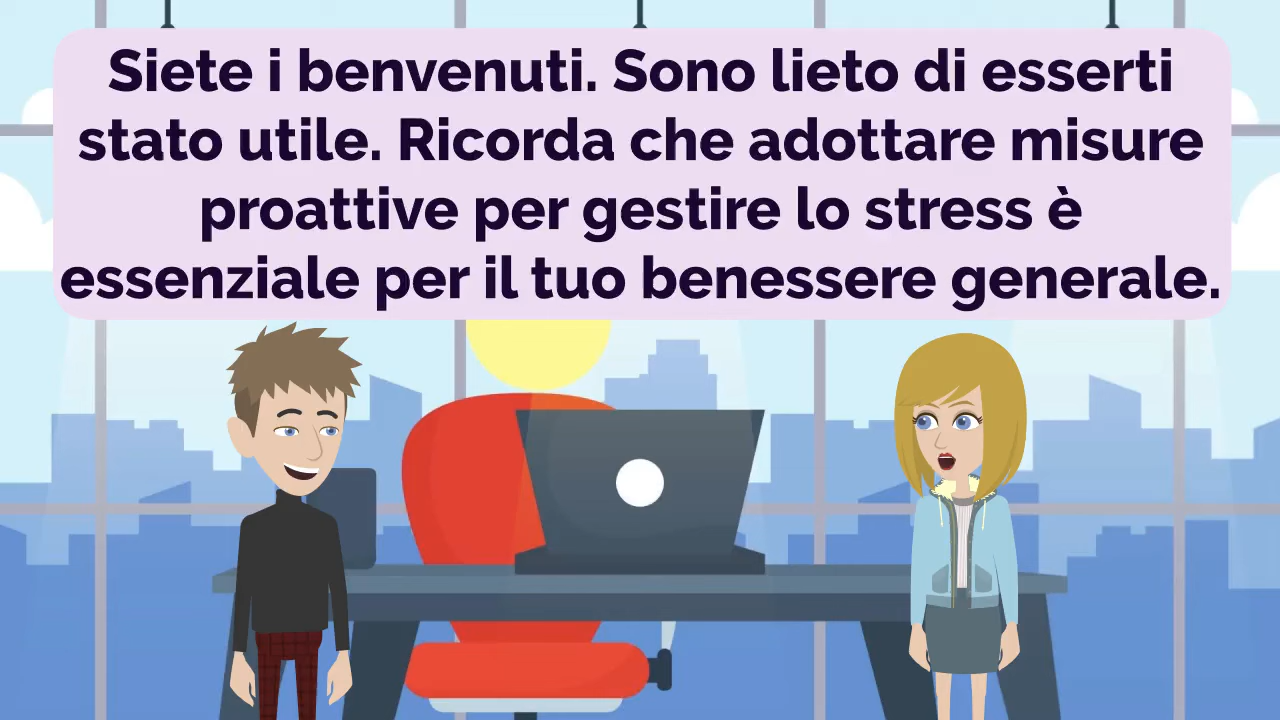 Siete i benvenuti. Sono lieto di esserti
stato utile. Ricorda che adottare misure
proattive per gestire lo stress è
essenziale per il tuo benessere generale.